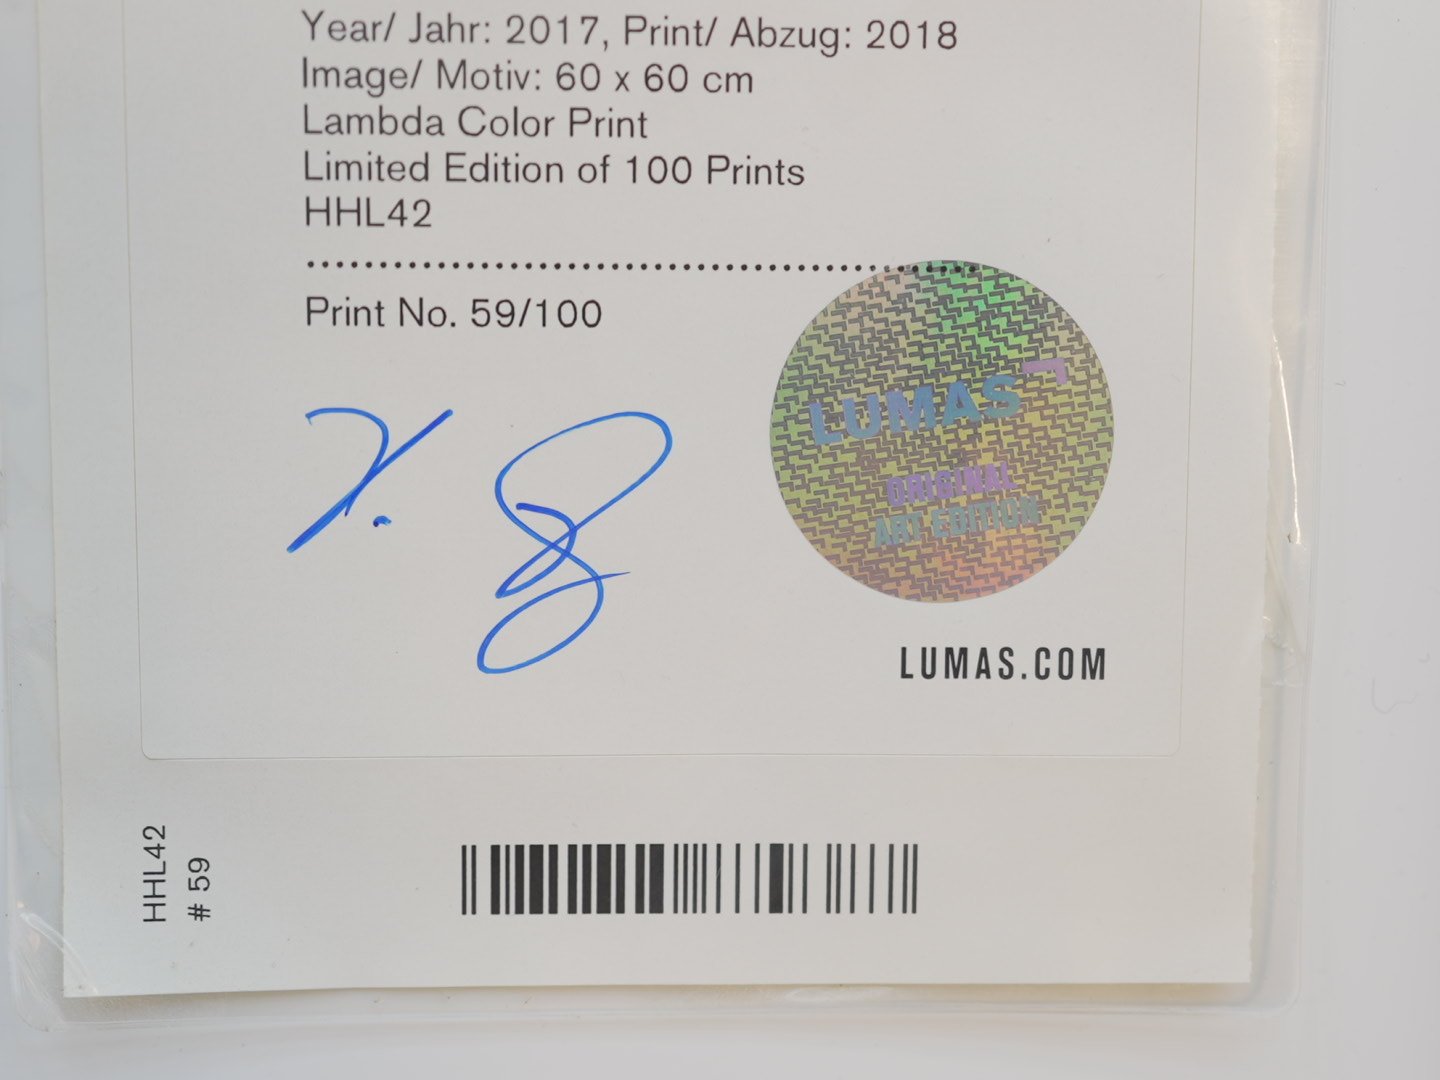 Year/ Jahr: 2017, Print/ Abzug: 2018
Image/ Motiv: 60 x 60 cm
Lambda Color Print
Limited Edition of 100 Prints
HHL42
Print No. 59/100
LUMAS
ORIGINAL
ART EDITION
LUMAS.COM
HHL42
# 59